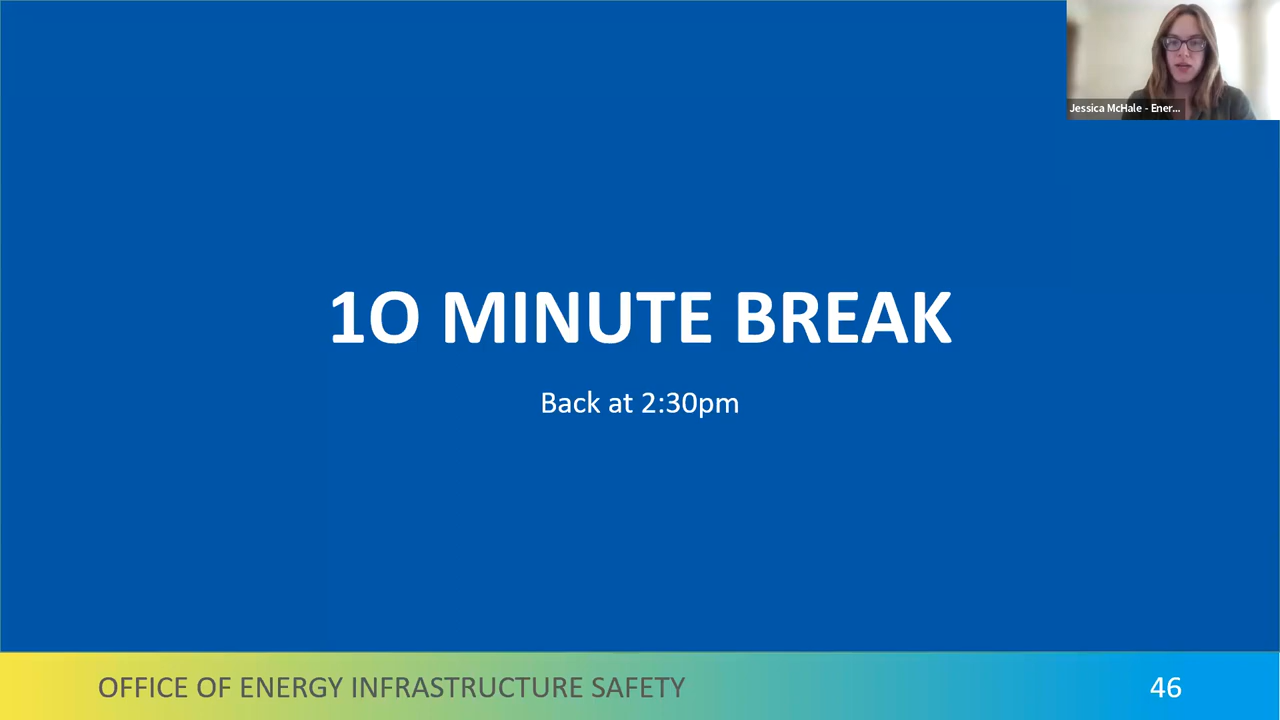 Jessica McHale - Ener...
1O MINUTE BREAK
Back at 2:30pm
OFFICE OF ENERGY INFRASTRUCTURE SAFETY
46